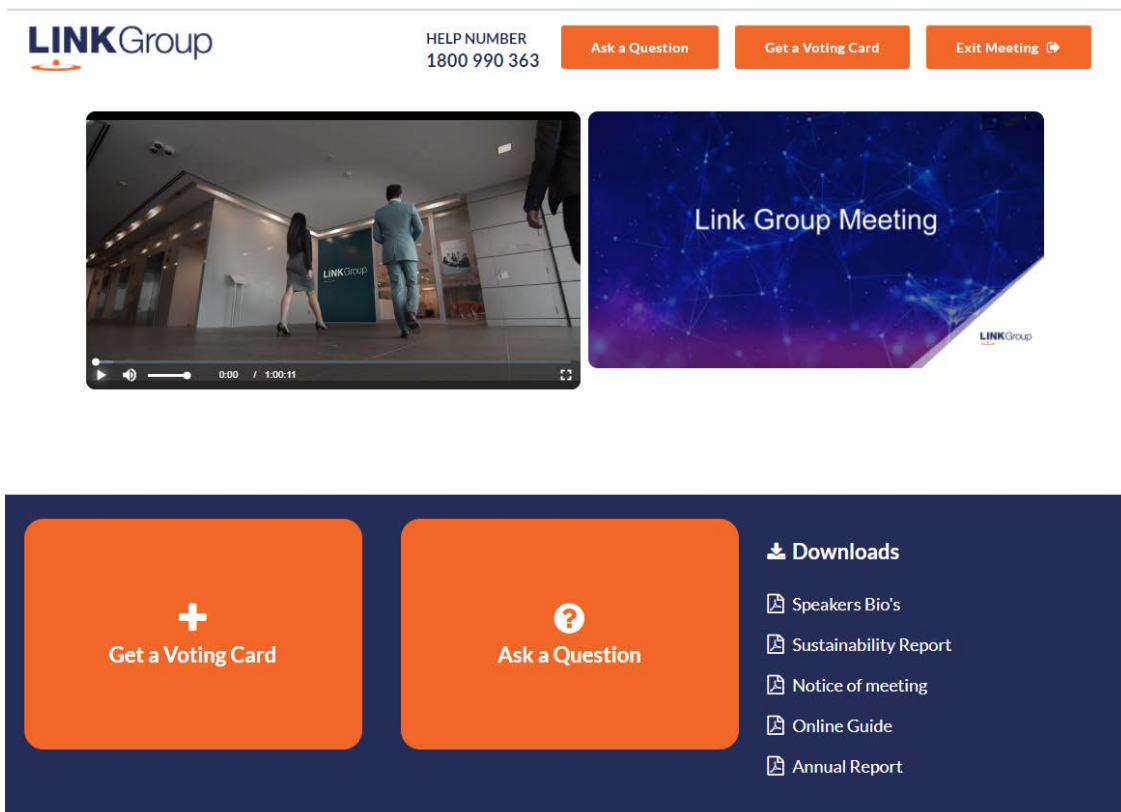 LINKGroup
HELP NUMBER
1800 990 363
Ask a Question
Get a Voting Card
Exit Meeting
LINKGroup
0:00 / 1:00:11
Link Group Meeting
LINKGroup
Get a Voting Card
Ask a Question
Downloads
Speakers Bio's
Sustainability Report
Notice of meeting
Online Guide
Annual Report